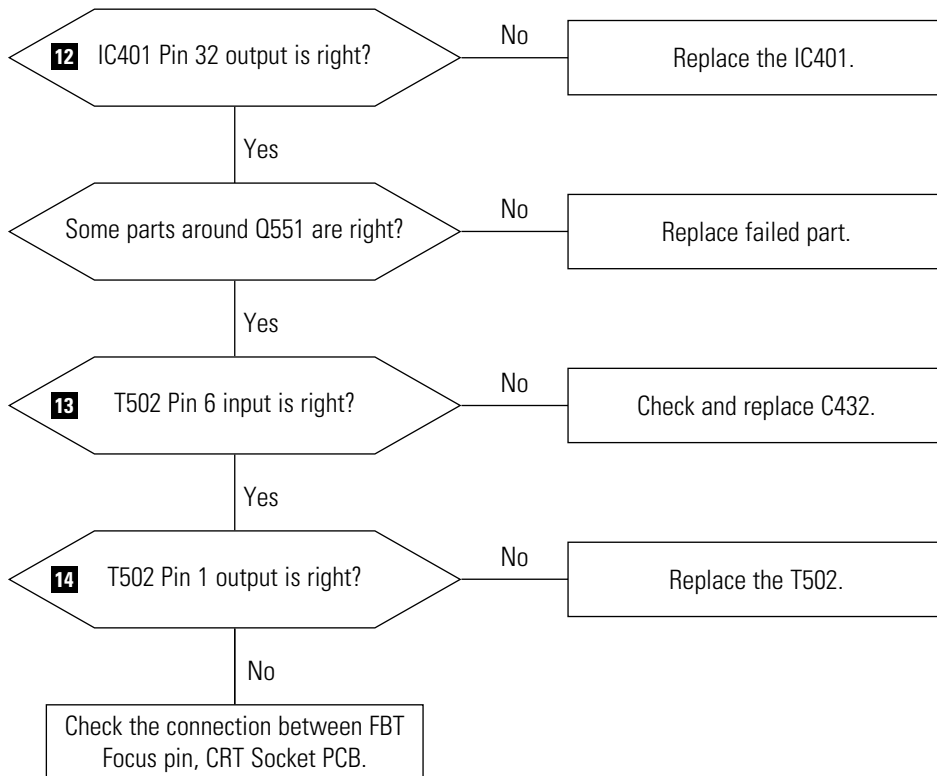 12 IC401 Pin 32 output is right?
No
Replace the IC401.
Yes
Some parts around Q551 are right?
No
Replace failed part.
Yes
13 T502 Pin 6 input is right?
No
Check and replace C432.
Yes
14 T502 Pin 1 output is right?
No
Replace the T502.
No
Check the connection between FBT
Focus pin, CRT Socket PCB.